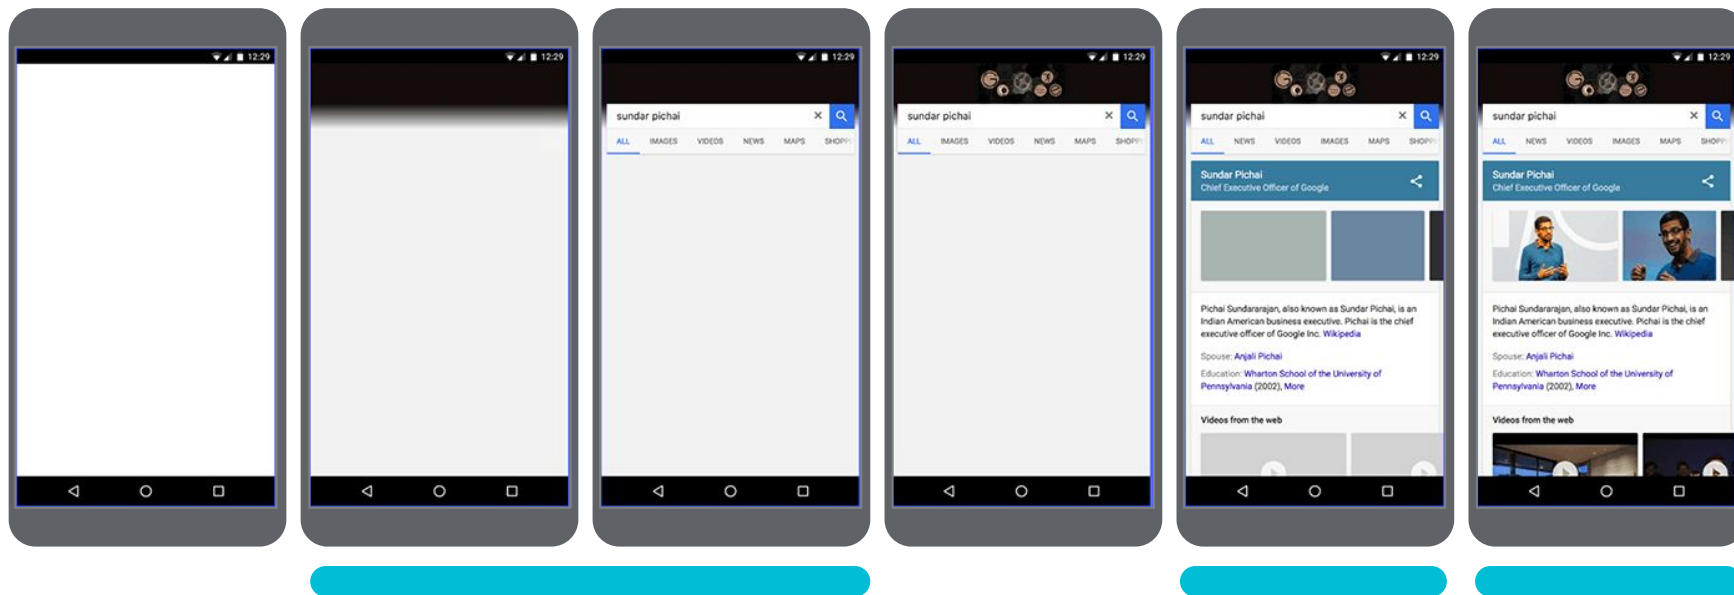 12:29
12:29
12:29
sundar pichai
ALL IMAGES VIDEOS NEWS MAPS SHOPPI
12:29
sundar pichai
ALL IMAGES VIDEOS NEWS MAPS SHOPPI
12:29
sundar pichai
ALL NEWS VIDEOS IMAGES MAPS SHOPPI
Sundar Pichai
Chief Executive Officer of Google
Pichai Sundararajan, also known as Sundar Pichai, is an
Indian American business executive. Pichai is the chief
executive officer of Google Inc. Wikipedia
Spouse: Anjali Pichai
Education: Wharton School of the University of
Pennsylvania (2002), More
Videos from the web
12:29
sundar pichai
ALL NEWS VIDEOS IMAGES MAPS SHOPPI
Sundar Pichai
Chief Executive Officer of Google
Pichai Sundararajan, also known as Sundar Pichai, is an
Indian American business executive. Pichai is the chief
executive officer of Google Inc. Wikipedia
Spouse: Anjali Pichai
Education: Wharton School of the University of
Pennsylvania (2002), More
Videos from the web